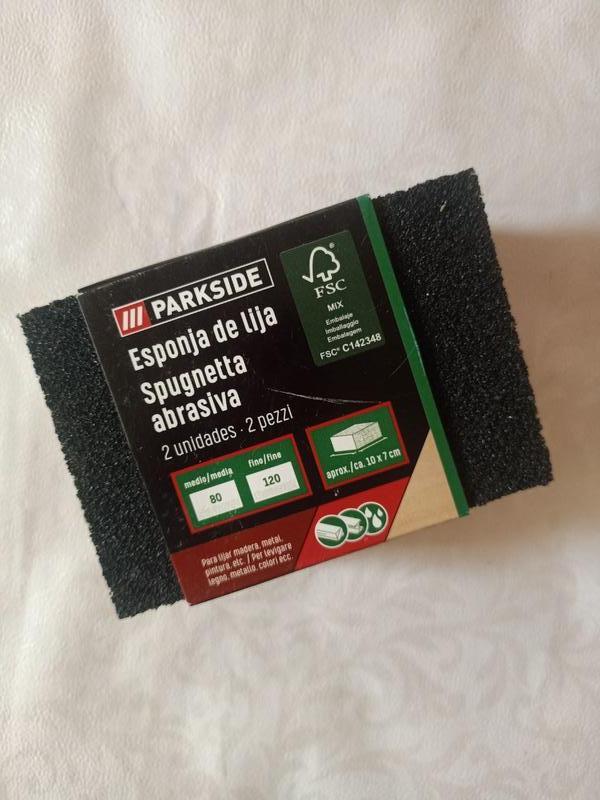 PARKSIDE
Esponja de lija
Spugnetta
abrasiva
2 unidades · 2 pezzi
FSC
MIX
Embalaje
Imballaggio
Embalagem
FSC® C142348
medio/media
80
fino/fine
120
aprox./ca. 10 x 7 cm
Para lijar madera, metal,
pintura, etc. / Per levigare
legno, metallo, colori ecc.